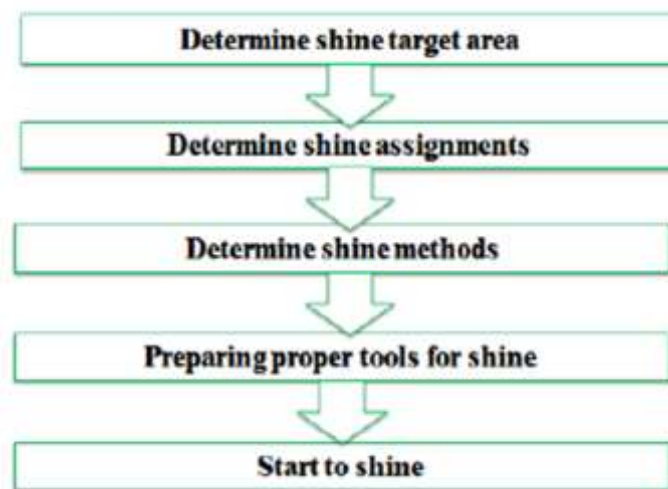 Determine shine target area
Determine shine assignments
Determine shine methods
Preparing proper tools for shine
Start to shine